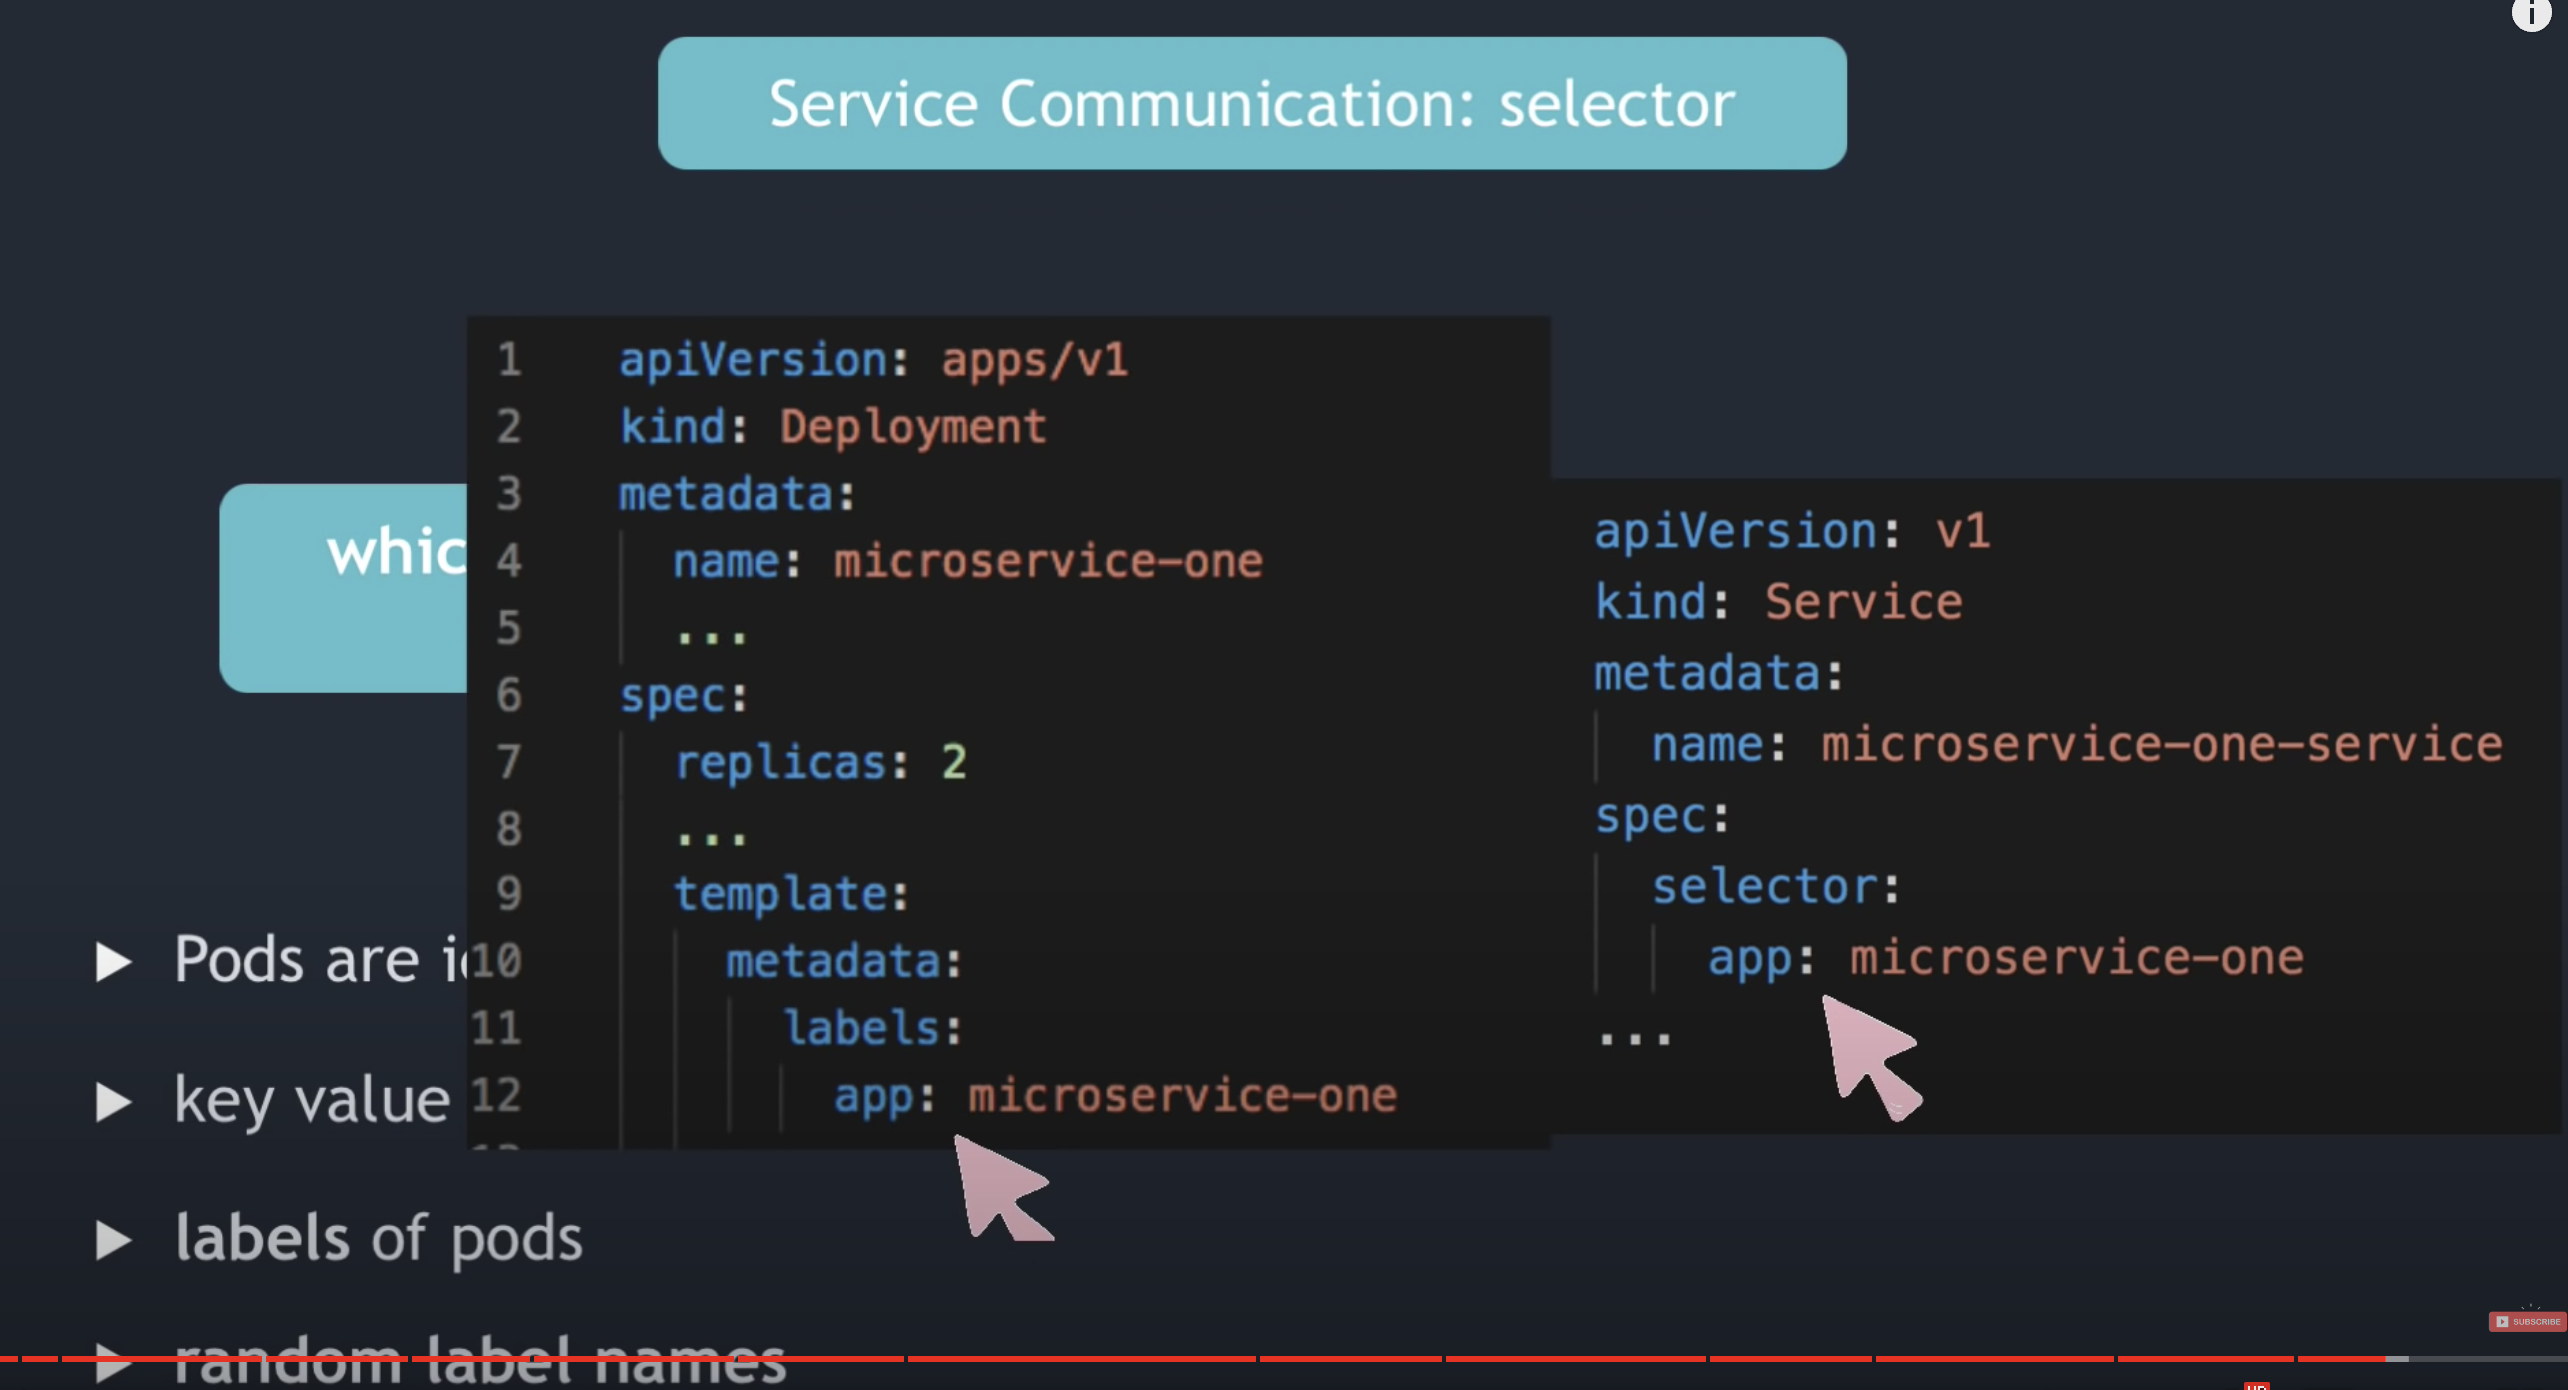 Service Communication: selector
1 apiVersion: apps/v1
2 kind: Deployment
3 metadata:
4 name: microservice-one
5 ...
6 spec:
7 replicas: 2
8 ...
9 template:
10 metadata:
11 labels:
12 app: microservice-one
apiVersion: v1
kind: Service
metadata:
name: microservice-one-service
spec:
selector:
app: microservice-one
...
whic
Pods are
key value
labels of pods
random label names
SUBSCRIBE